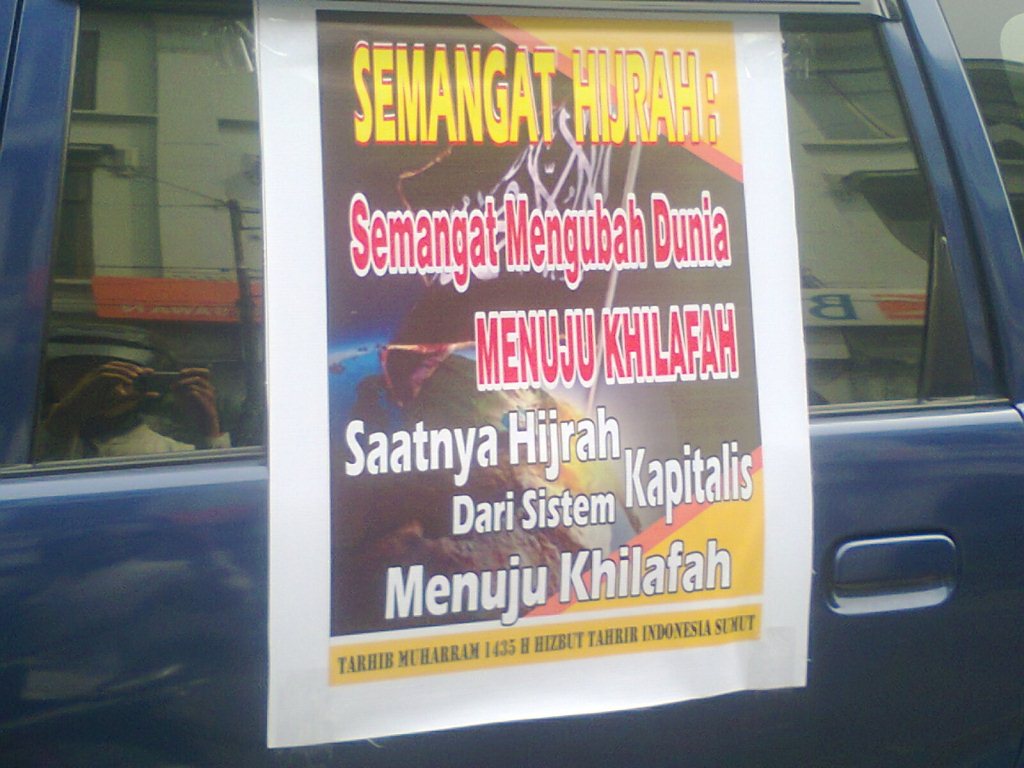 SEMANGAT HIJRAH :
Semangat Mengubah Dunia
MENUJU KHILAFAH
Saatnya Hijrah
Dari Sistem Kapitalis
Menuju Khilafah
TARHIB MUHARRAM 1435 H HIZBUT TAHRIR INDONESIA SUMUT